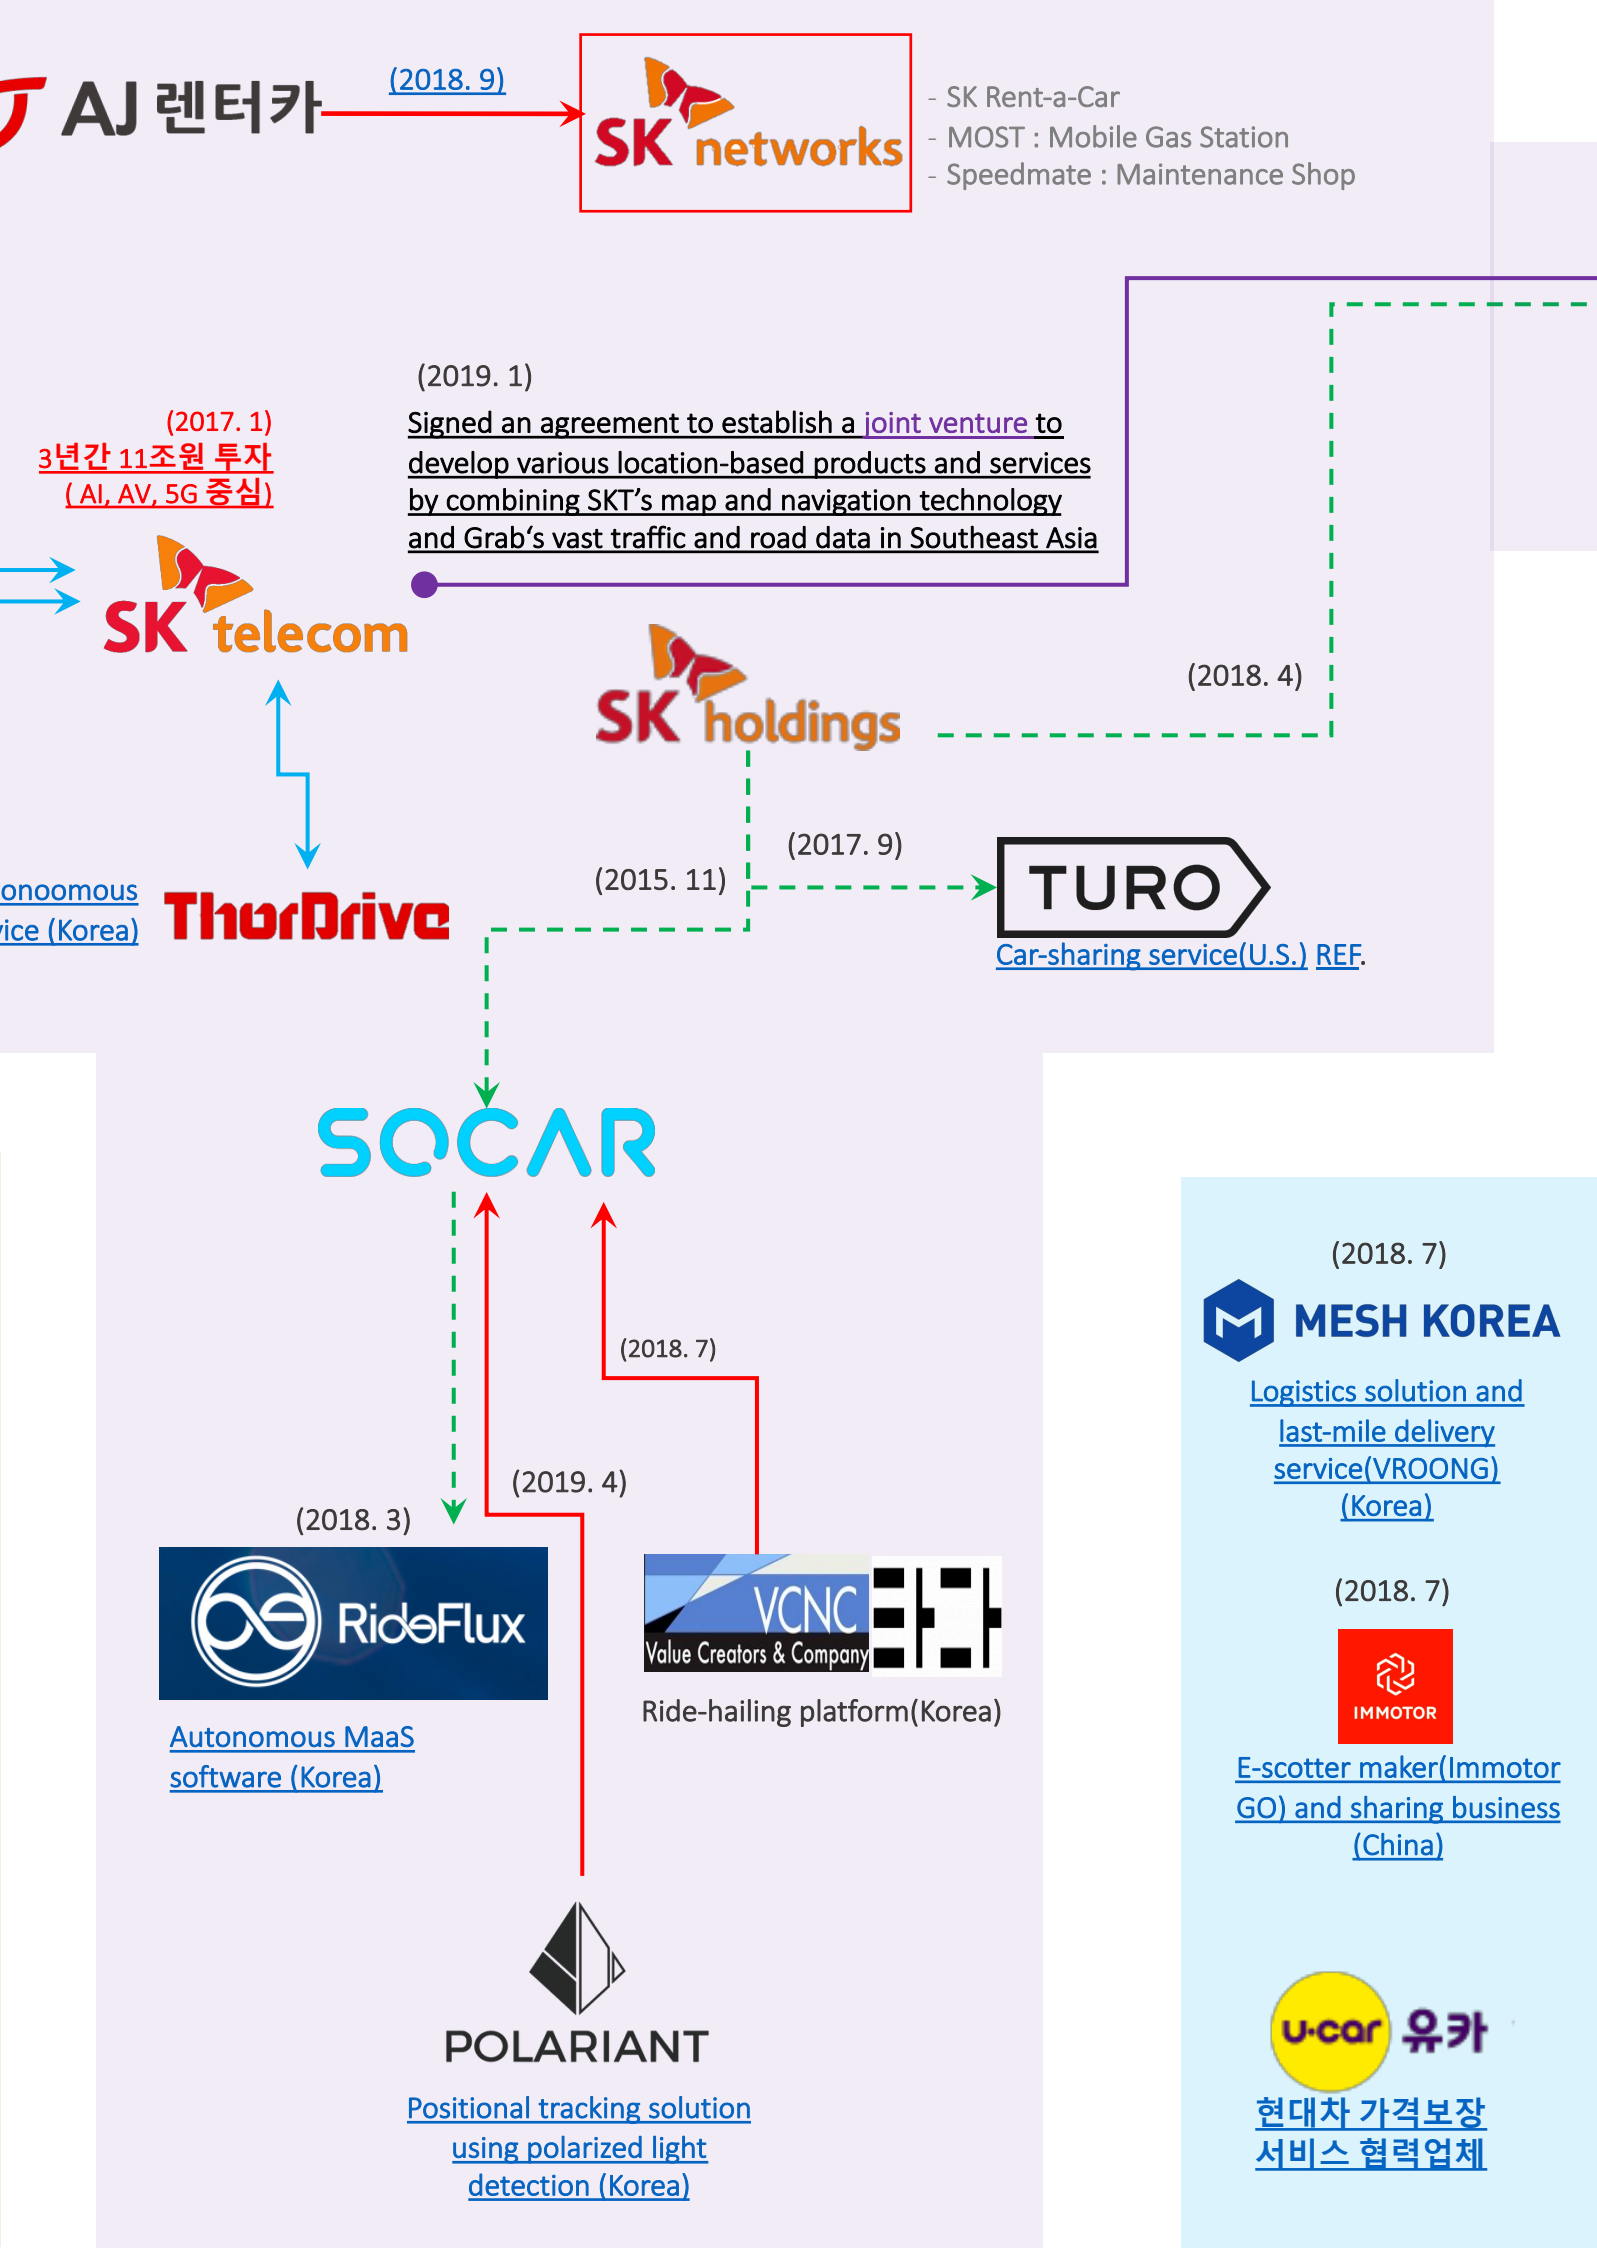 AJ 렌터카
(2018. 9)
SK networks
- SK Rent-a-Car
- MOST : Mobile Gas Station
- Speedmate : Maintenance Shop
(2019. 1)
Signed an agreement to establish a joint venture to
develop various location-based products and services
by combining SKT’s map and navigation technology
and Grab‘s vast traffic and road data in Southeast Asia
(2017. 1)
3년간 11조원 투자
( AI, AV, 5G 중심)
SK telecom
SK holdings
(2018. 4)
(2017. 9)
(2015. 11)
TURO
Car-sharing service(U.S.) REF.
onoomous
vice (Korea)
ThorDrive
SOCAR
(2018. 7)
(2019. 4)
(2018. 3)
RideFlux
Autonomous MaaS
software (Korea)
VCNC
Value Creators & Company
타다
Ride-hailing platform(Korea)
POLARIANT
Positional tracking solution
using polarized light
detection (Korea)
(2018. 7)
MESH KOREA
Logistics solution and
last-mile delivery
service(VROONG)
(Korea)
(2018. 7)
IMMOTOR
E-scotter maker(Immotor
GO) and sharing business
(China)
u·car 유카
현대차 가격보장
서비스 협력업체